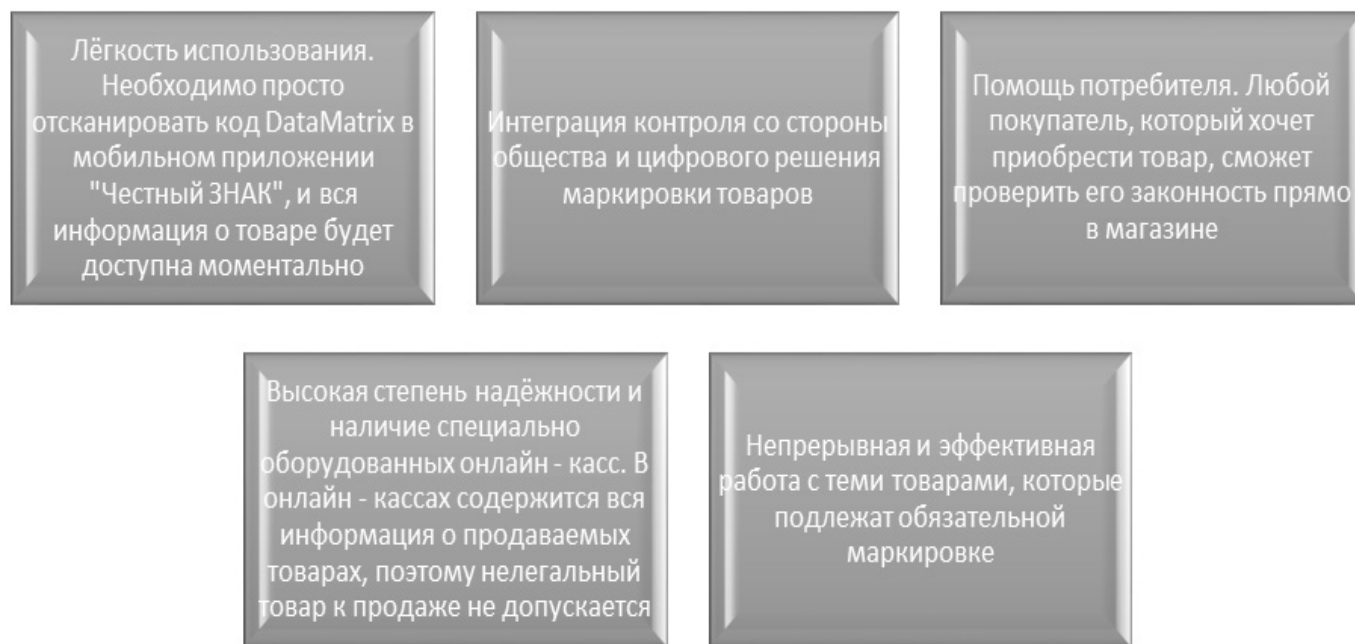 Лёгкость использования.
Необходимо просто
отсканировать код DataMatrix в
мобильном приложении
"Честный ЗНАК", и вся
информация о товаре будет
доступна моментально
Интеграция контроля со стороны
общества и цифрового решения
маркировки товаров
Помощь потребителя. Любой
покупатель, который хочет
приобрести товар, сможет
проверить его законность прямо
в магазине
Высокая степень надёжности и
наличие специально
оборудованных онлайн - касс. В
онлайн - кассах содержится вся
информация о продаваемых
товарах, поэтому нелегальный
товар к продаже не допускается
Непрерывная и эффективная
работа с теми товарами, которые
подлежат обязательной
маркировке